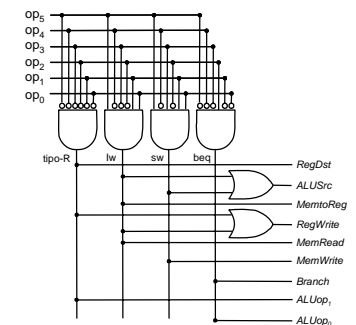 op5
op4
op3
op2
op1
op0
tipo-R lw sw beq
RegDst
ALUSrc
MemtoReg
RegWrite
MemRead
MemWrite
Branch
ALUop1
ALUop0